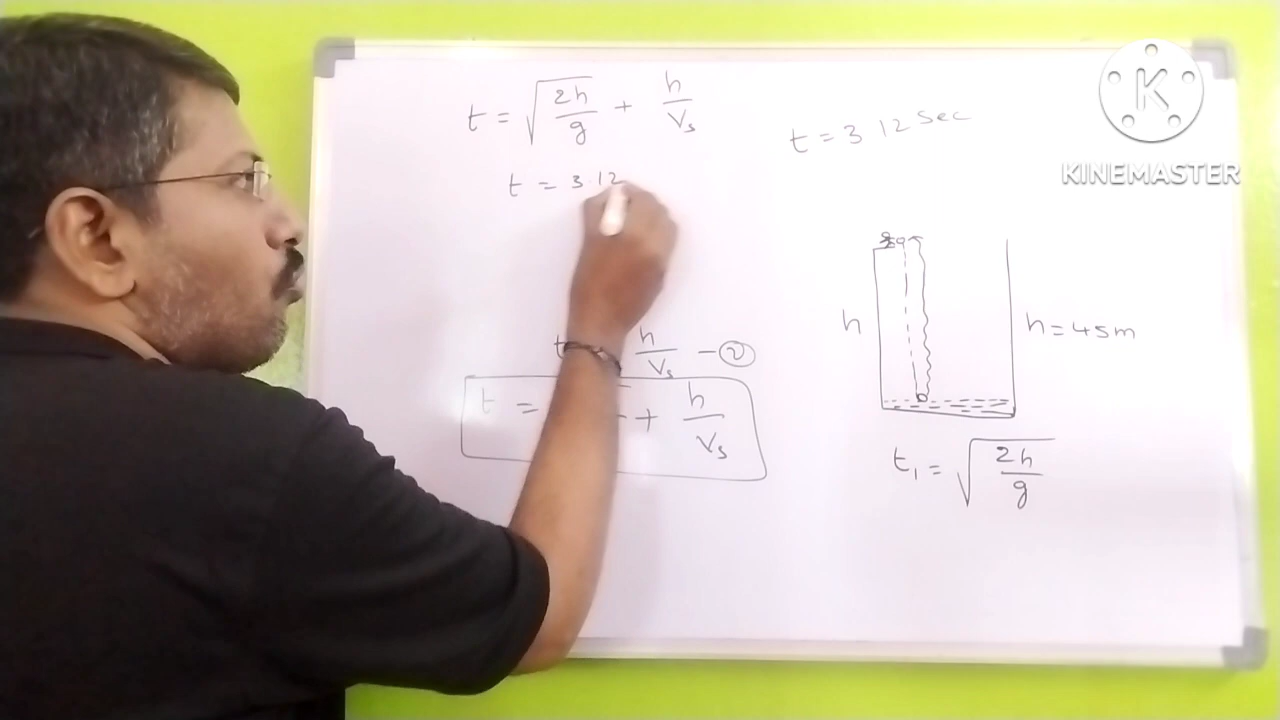 t = √(2h/g) + h/Vs
t = 3.12 sec
t = 3.12
h
h = 45m
h/Vs — ②
t = + h/Vs
t₁ = √(2h/g)
K
KINEMASTER